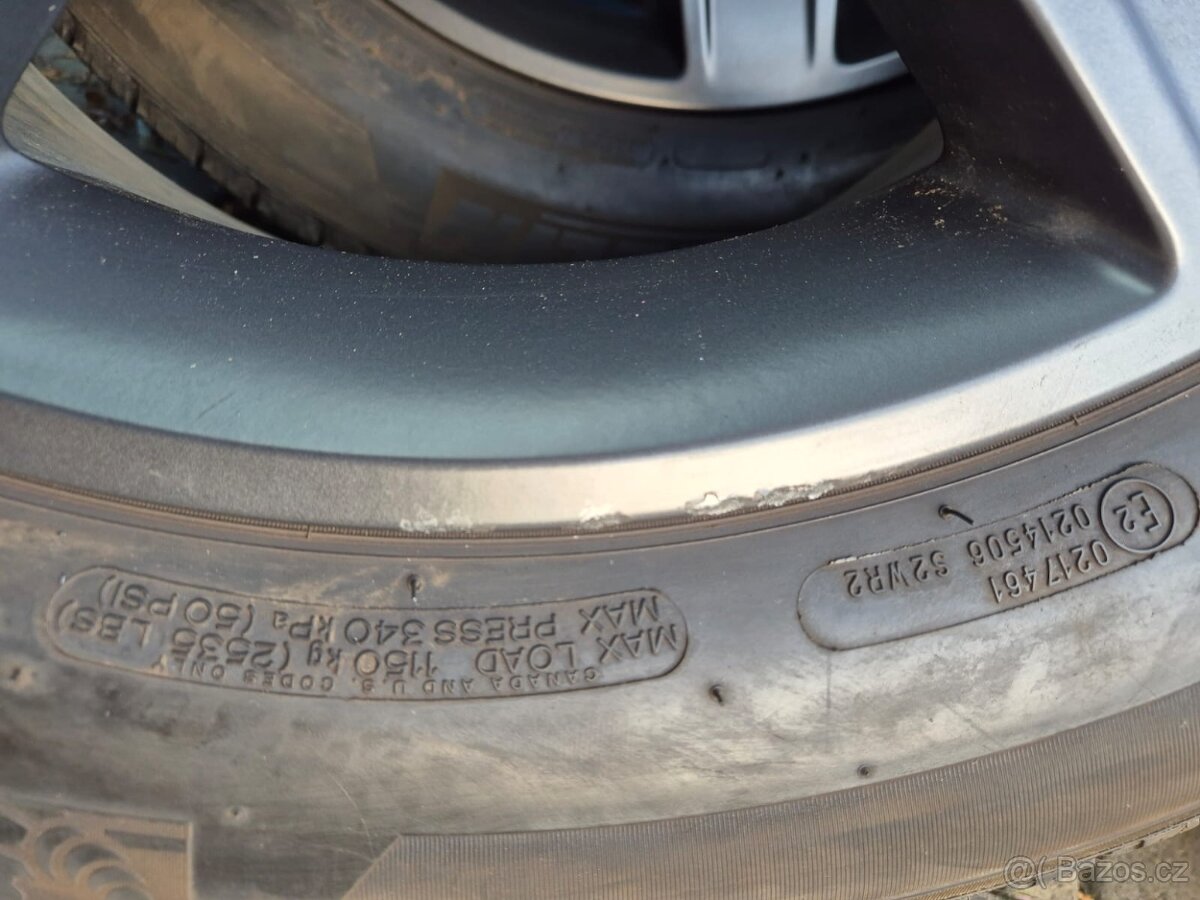 MAX LOAD 1150 kg (2535 LBS)
MAX PRESS 340 KPa (50 PSI)
CANADA AND U.S. CODES ONLY
E2
0217461
0214506 S2WR2
Bazos.cz